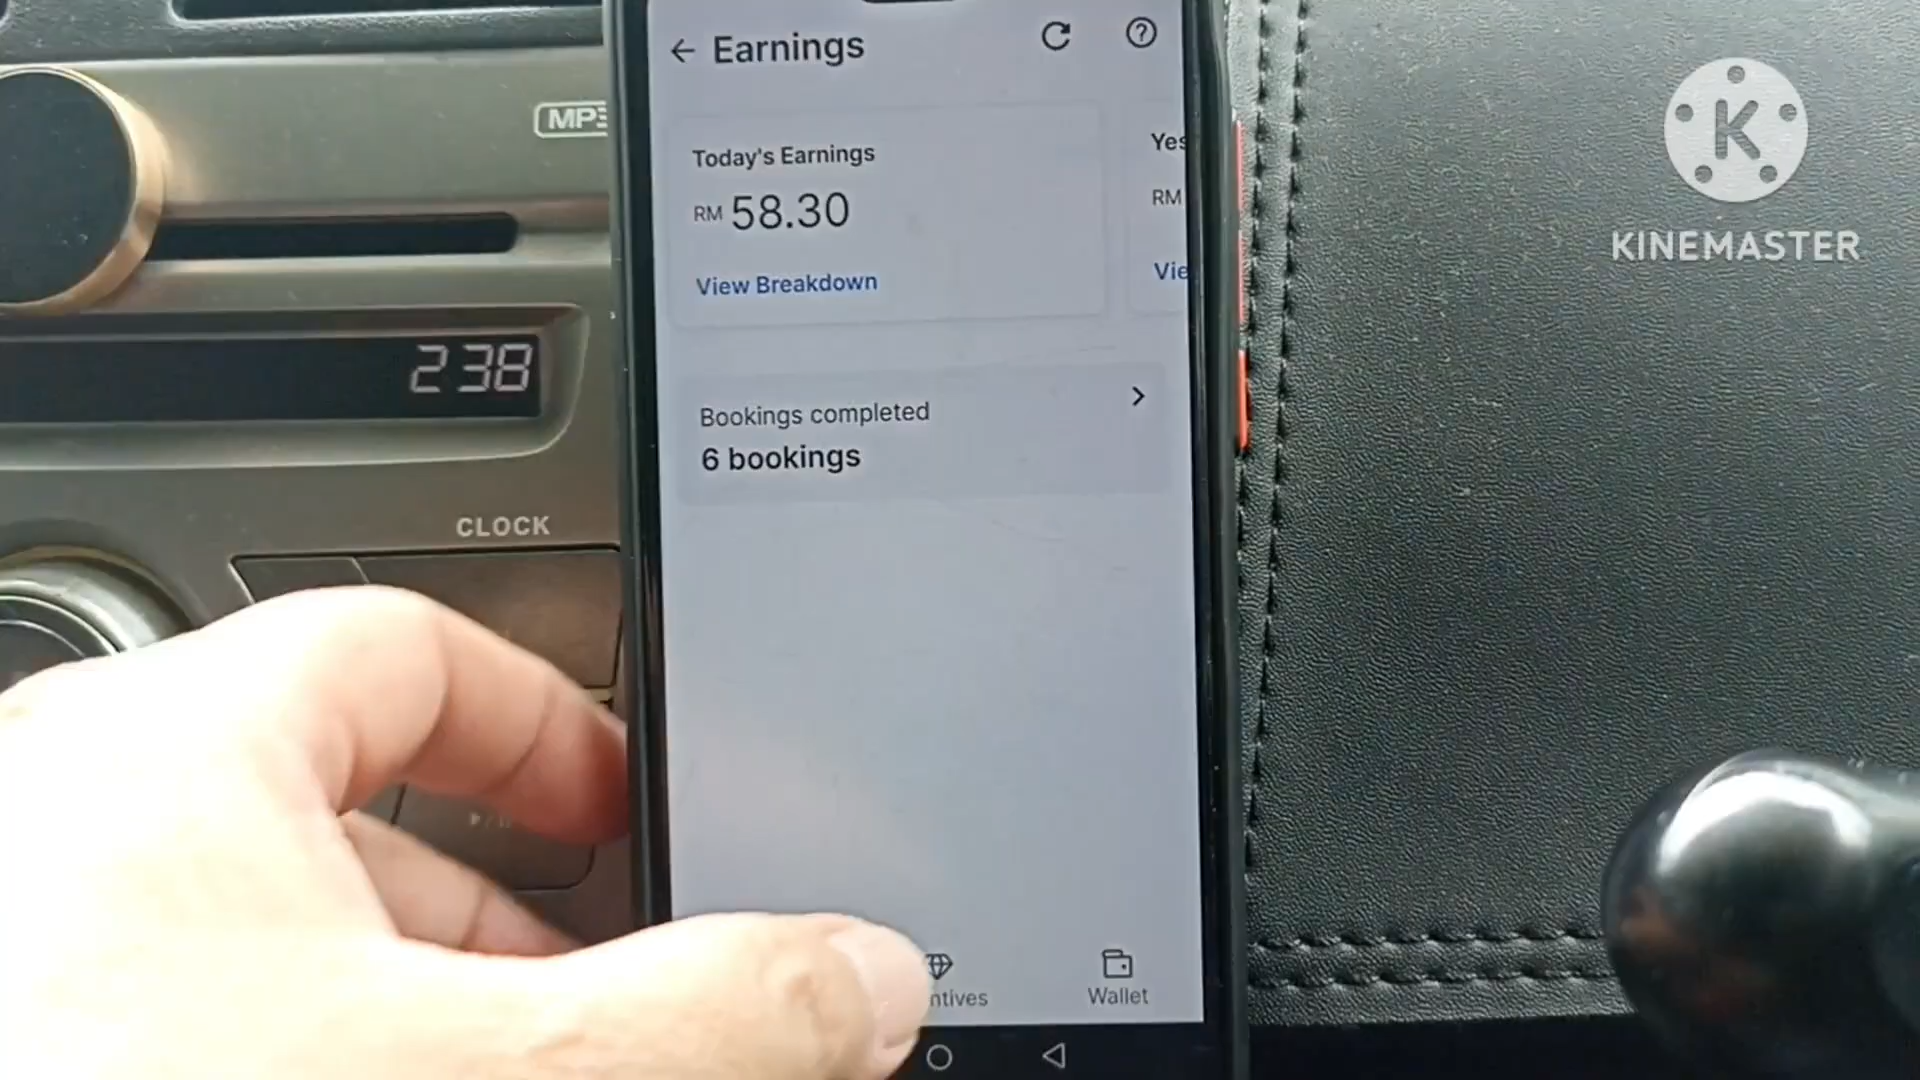 Earnings
Today's Earnings
RM 58.30
View Breakdown
Yes
RM
Vie
Bookings completed
6 bookings
ntives
Wallet
MP3
238
CLOCK
K
KINEMASTER